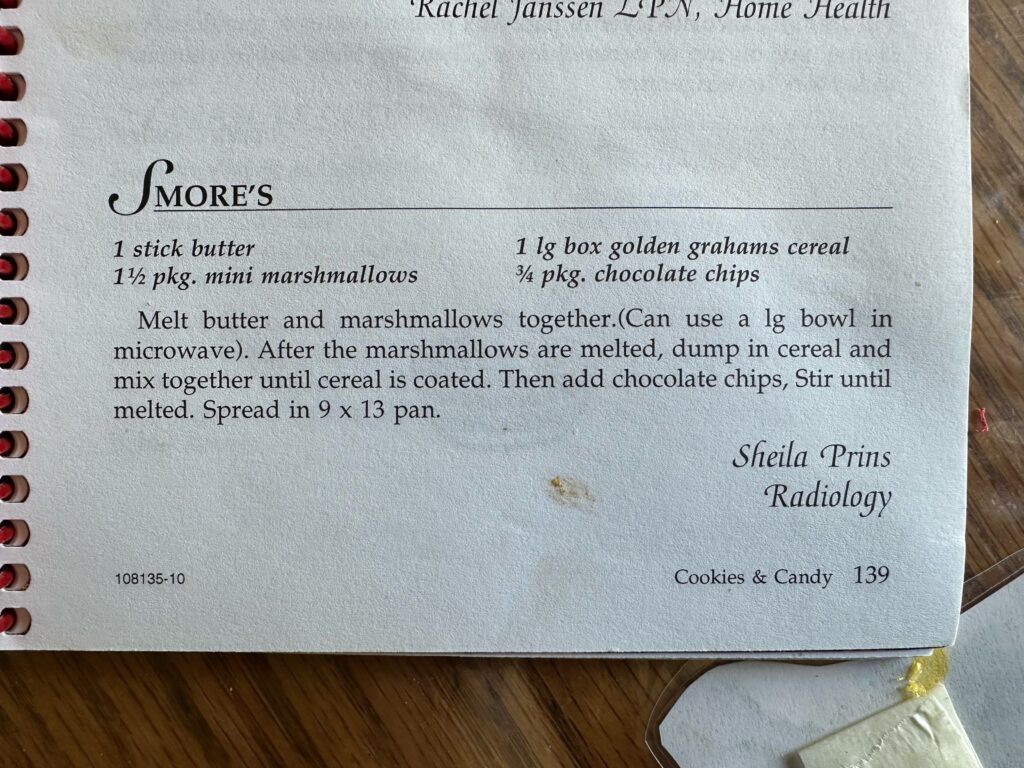 Rachel Janssen LPN, Home Health
SMORE'S
1 stick butter
1½ pkg. mini marshmallows
1 lg box golden grahams cereal
¾ pkg. chocolate chips
Melt butter and marshmallows together.(Can use a lg bowl in
microwave). After the marshmallows are melted, dump in cereal and
mix together until cereal is coated. Then add chocolate chips, Stir until
melted. Spread in 9 x 13 pan.
Sheila Prins
Radiology
108135-10
Cookies & Candy 139